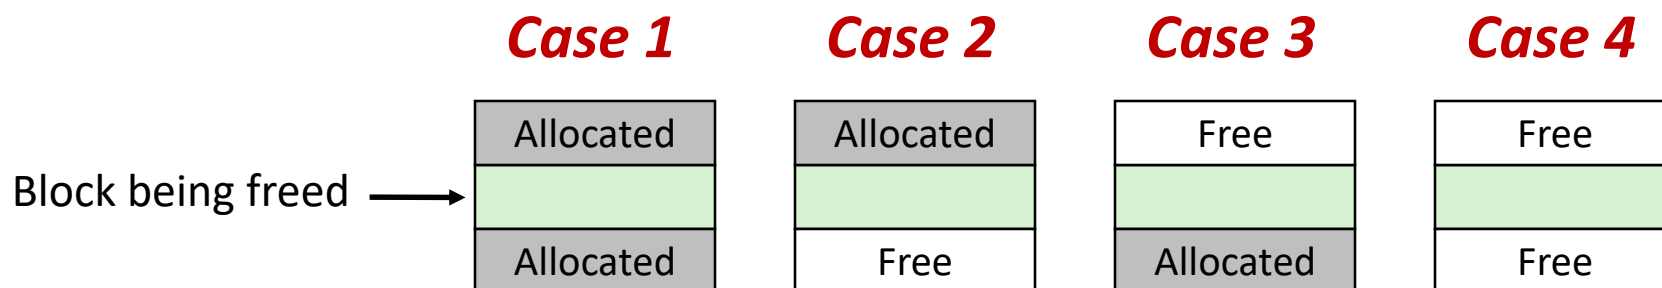 Case 1 Case 2 Case 3 Case 4
Allocated Allocated Free Free
Block being freed
Allocated Free Allocated Free